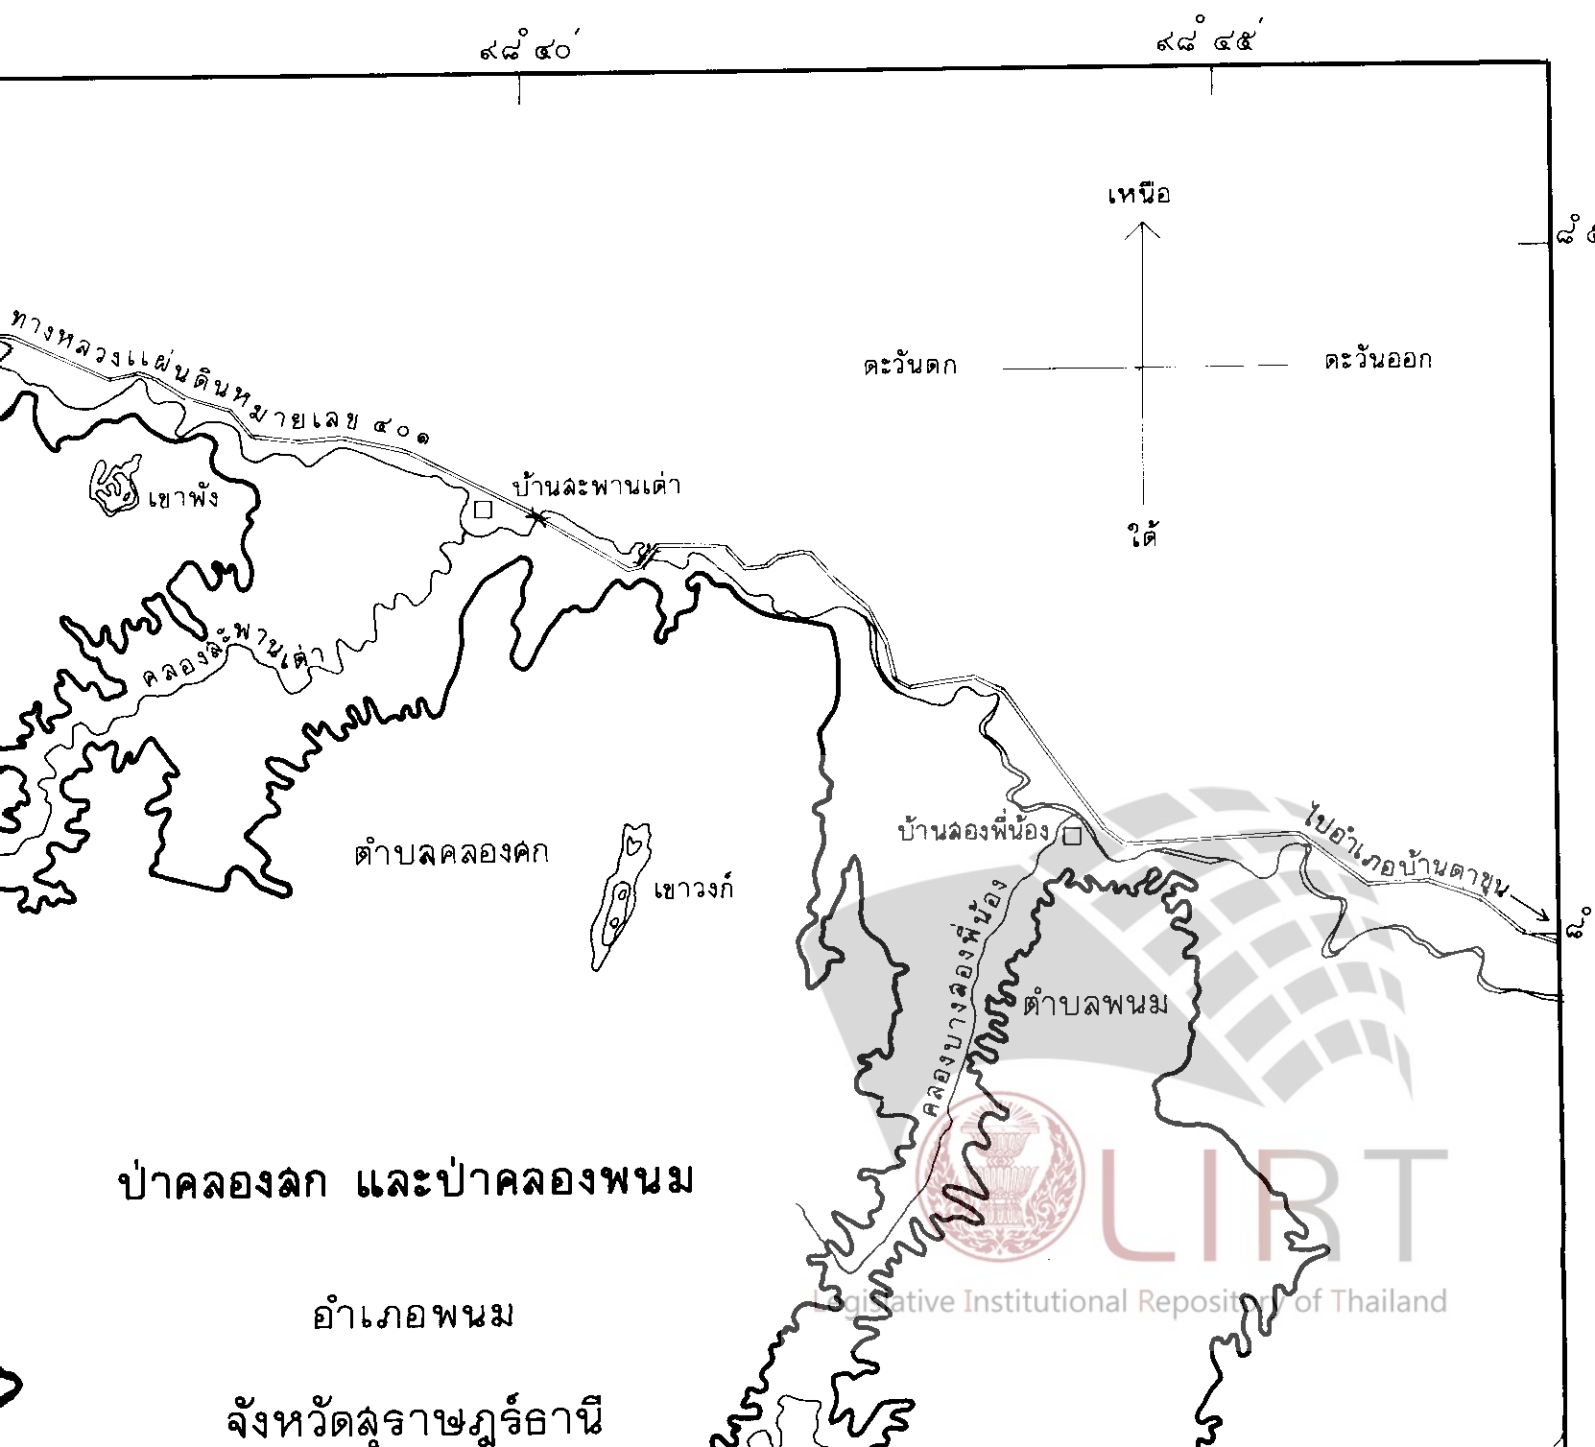 ๙๘° ๔๐′
๙๘° ๔๕′
เหนือ
ตะวันตก
ตะวันออก
ใต้
ทางหลวงแผ่นดินหมายเลข ๔๐๑
เขาพัง
บ้านสะพานเต่า
คลองสะพานเต่า
ตำบลคลองศก
เขาวงก์
บ้านสองพี่น้อง
ไปอำเภอบ้านตาขุน
คลองบางสองพี่น้อง
ตำบลพนม
ป่าคลองสก และป่าคลองพนม
อำเภอพนม
จังหวัดสุราษฎร์ธานี
LIRT
Legislative Institutional Repository of Thailand